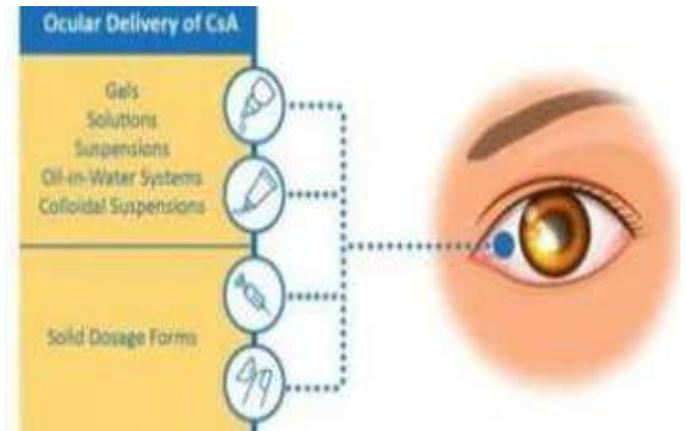 Ocular Delivery of CsA
Gels
Solutions
Suspensions
Oil-in-Water Systems
Colloidal Suspensions
Solid Dosage Forms